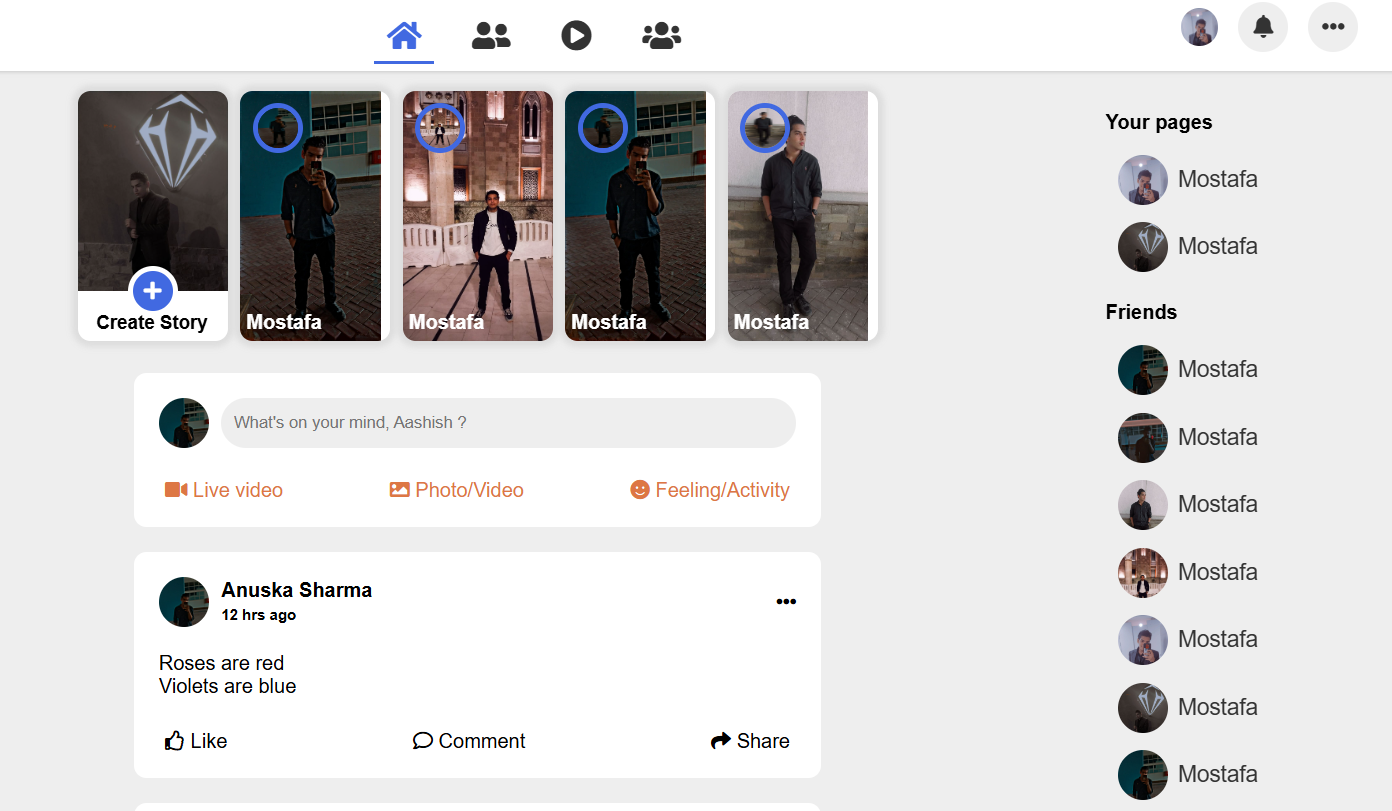 Create Story
Mostafa
Mostafa
Mostafa
Mostafa
What's on your mind, Aashish ?
Live video
Photo/Video
Feeling/Activity
Anuska Sharma
12 hrs ago
Roses are red
Violets are blue
Like
Comment
Share
Your pages
Mostafa
Mostafa
Friends
Mostafa
Mostafa
Mostafa
Mostafa
Mostafa
Mostafa
Mostafa